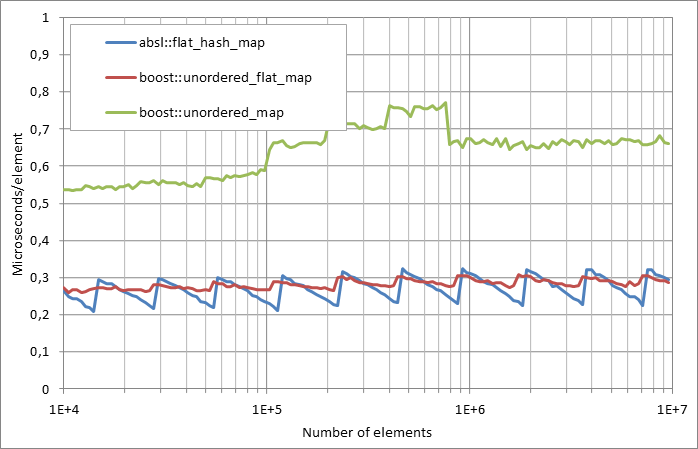 1
0,9
0,8
0,7
0,6
0,5
0,4
0,3
0,2
0,1
0
Microseconds/element
absl::flat_hash_map
boost::unordered_flat_map
boost::unordered_map
1E+4
1E+5
1E+6
1E+7
Number of elements